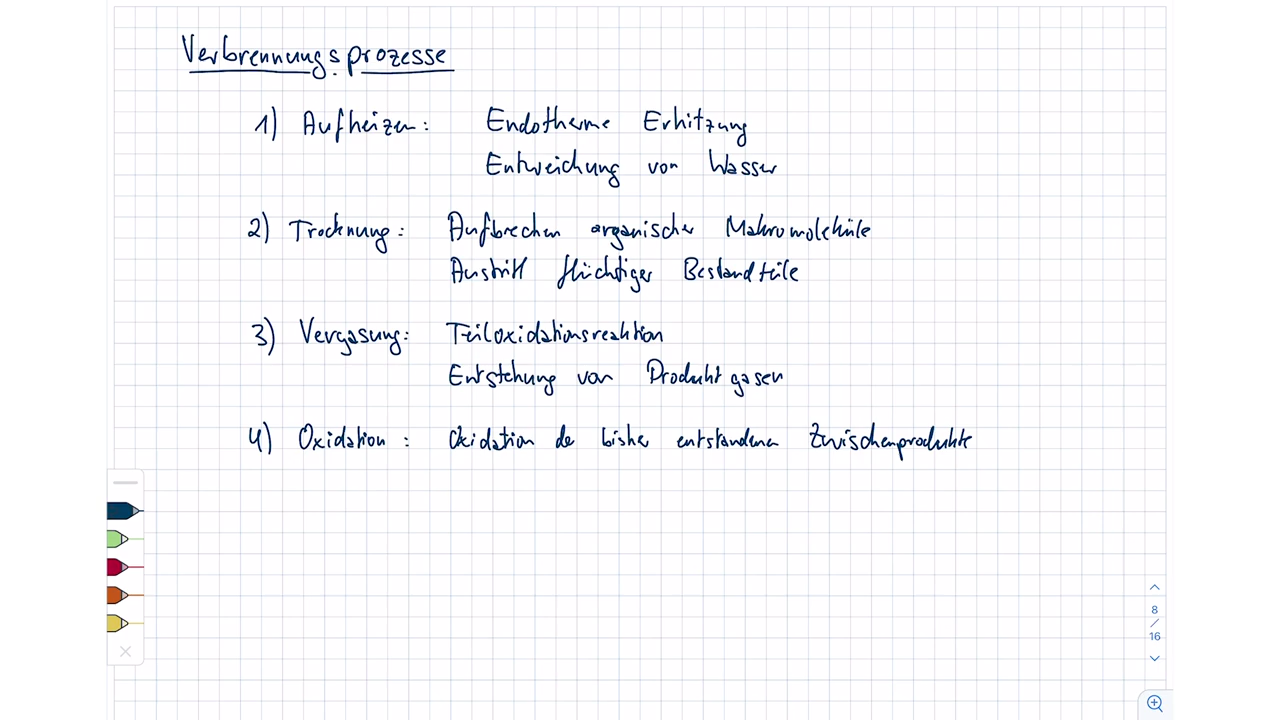 Verbrennungsprozesse
1) Aufheizen: Endotherme Erhitzung
Entweichung von Wasser
2) Trocknung: Aufbrechen organischer Makromoleküle
Austritt flüchtiger Bestandteile
3) Vergasung: Teiloxidationsreaktion
Entstehung von Produktgasen
4) Oxidation: Oxidation der bisher entstandenen Zwischenprodukte
8
/
16